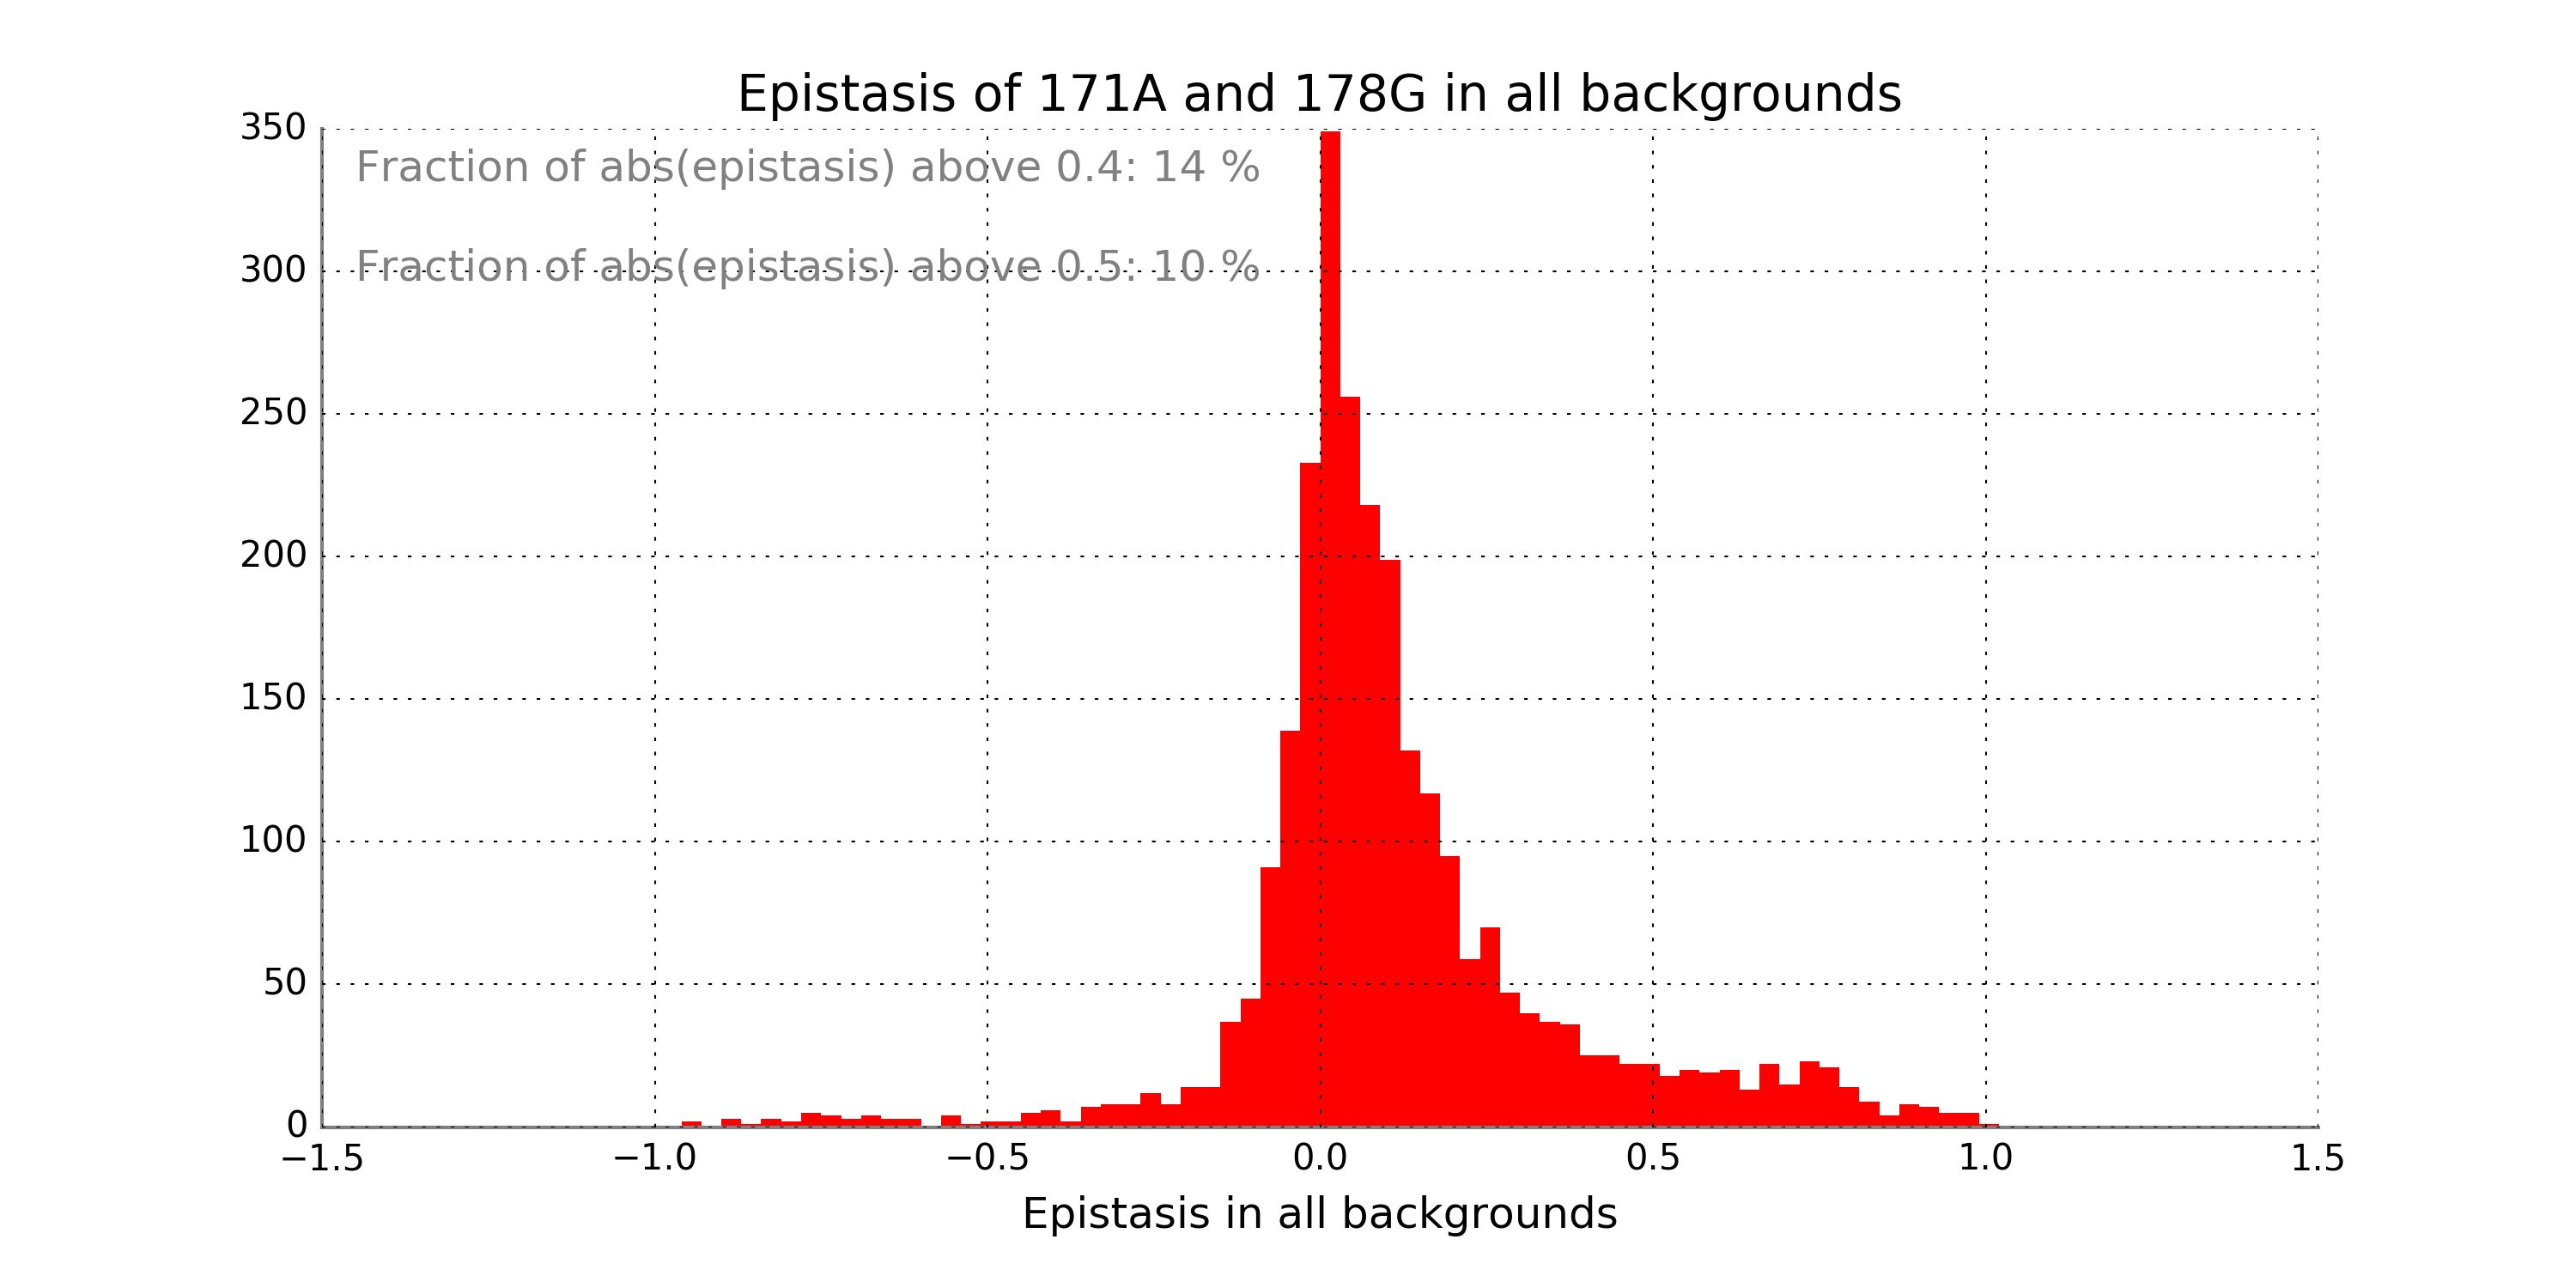 Epistasis of 171A and 178G in all backgrounds
350
Fraction of abs(epistasis) above 0.4: 14 %
300
Fraction of abs(epistasis) above 0.5: 10 %
250
200
150
100
50
0
−1.5 −1.0 −0.5 0.0 0.5 1.0 1.5
Epistasis in all backgrounds